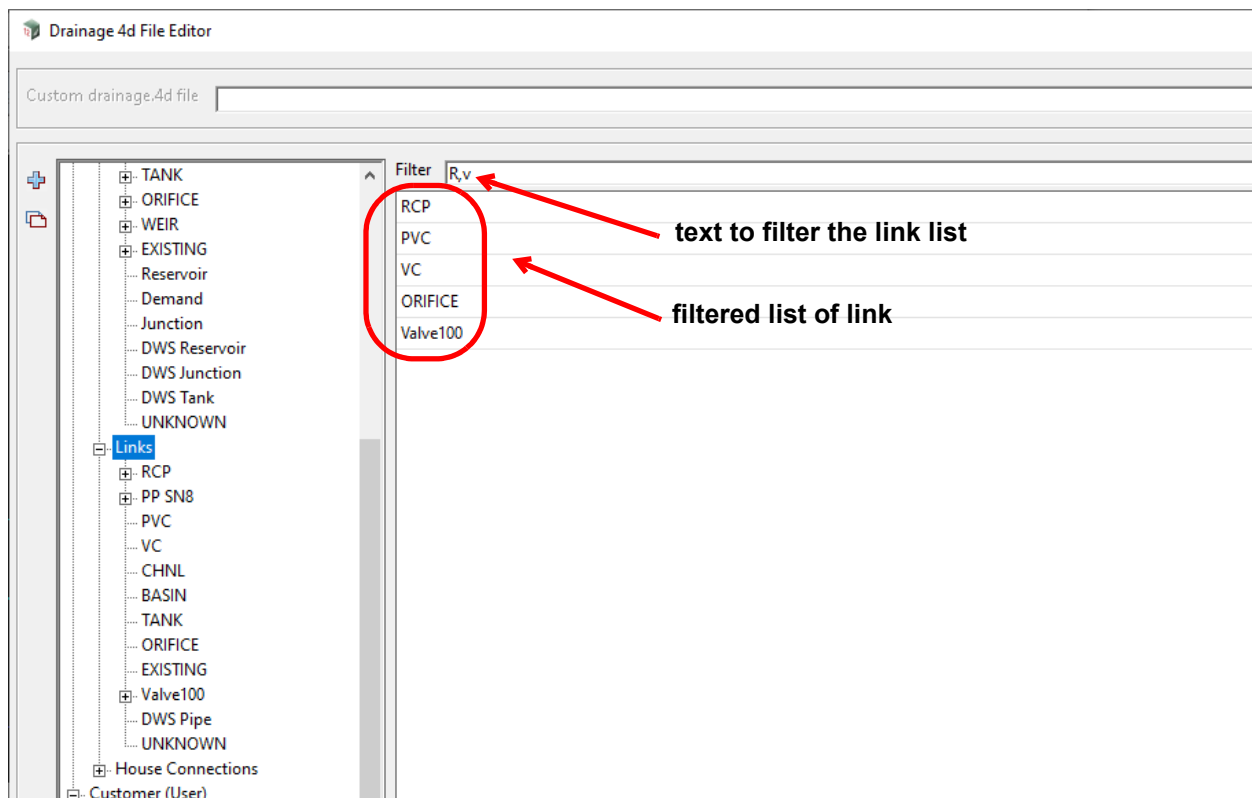 Drainage 4d File Editor
Custom drainage.4d file
TANK
ORIFICE
WEIR
EXISTING
Reservoir
Demand
Junction
DWS Reservoir
DWS Junction
DWS Tank
UNKNOWN
Links
RCP
PP SN8
PVC
VC
CHNL
BASIN
TANK
ORIFICE
EXISTING
Valve100
DWS Pipe
UNKNOWN
House Connections
Customer (User)
Filter R,v
RCP
PVC
VC
ORIFICE
Valve100
text to filter the link list
filtered list of link